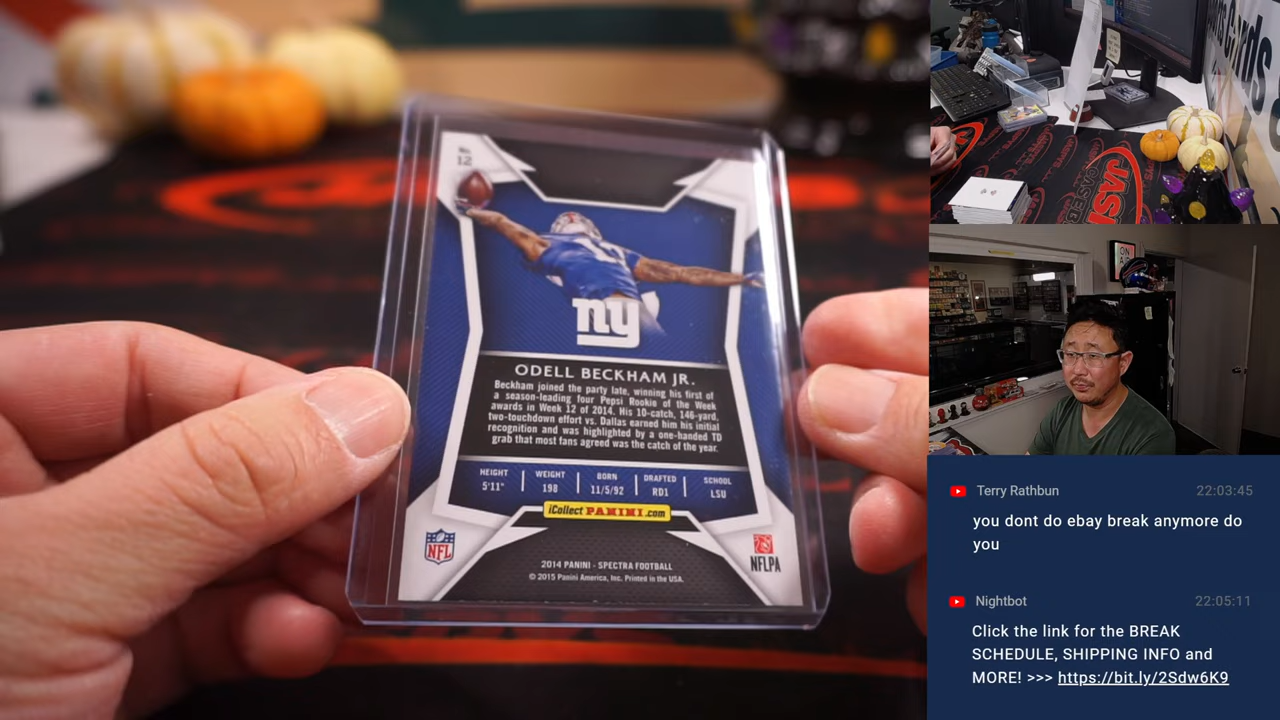 No.
12
ny
ODELL BECKHAM JR.
Beckham joined the party late, winning his first of
a season-leading four Pepsi Rookie of the Week
awards in Week 12 of 2014. His 10-catch, 146-yard,
two-touchdown effort vs. Dallas earned him his initial
recognition and was highlighted by a one-handed TD
grab that most fans agreed was the catch of the year.
HEIGHT WEIGHT BORN DRAFTED SCHOOL
5'11" 198 11/5/92 RD1 LSU
iCollect PANINI.com
NFL
NFLPA
2014 PANINI - SPECTRA FOOTBALL
© 2015 Panini America, Inc. Printed in the USA.
JASP
ON
Terry Rathbun 22:03:45
you dont do ebay break anymore do
you
Nightbot 22:05:11
Click the link for the BREAK
SCHEDULE, SHIPPING INFO and
MORE! >>> https://bit.ly/2Sdw6K9